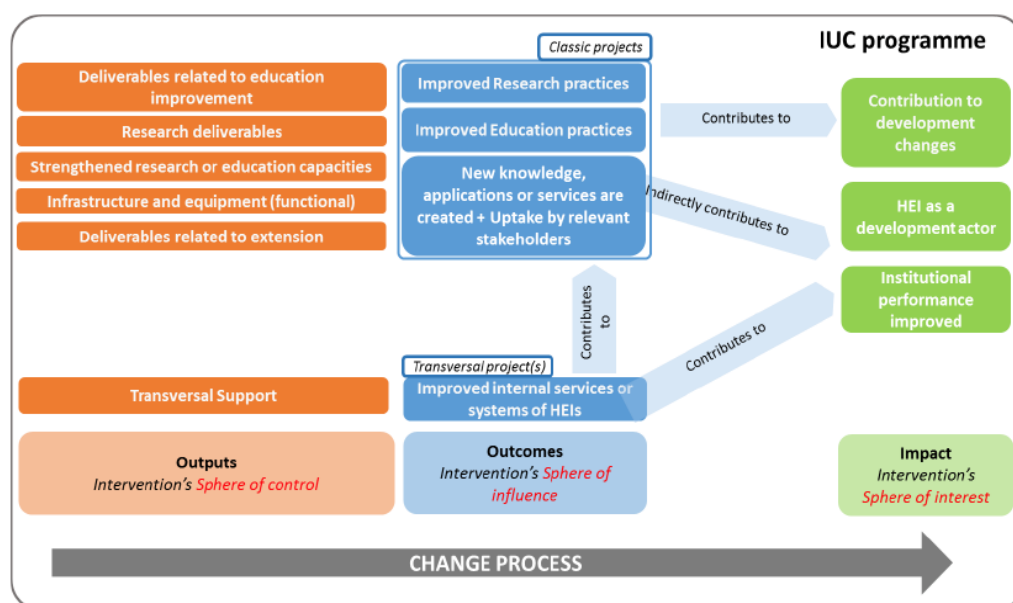 IUC programme
Classic projects
Deliverables related to education
improvement
Research deliverables
Strengthened research or education capacities
Infrastructure and equipment (functional)
Deliverables related to extension
Improved Research practices
Improved Education practices
New knowledge,
applications or services are
created + Uptake by relevant
stakeholders
Contributes to
Indirectly contributes to
Contributes
to
Contributes to
Contribution to
development
changes
HEI as a
development actor
Institutional
performance
improved
Transversal project(s)
Transversal Support
Improved internal services or
systems of HEIs
Outputs
Intervention's Sphere of control
Outcomes
Intervention's Sphere of
influence
Impact
Intervention's
Sphere of interest
CHANGE PROCESS